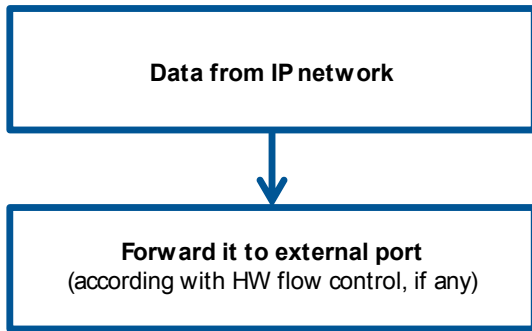 Data from IP network
Forward it to external port
(according with HW flow control, if any)